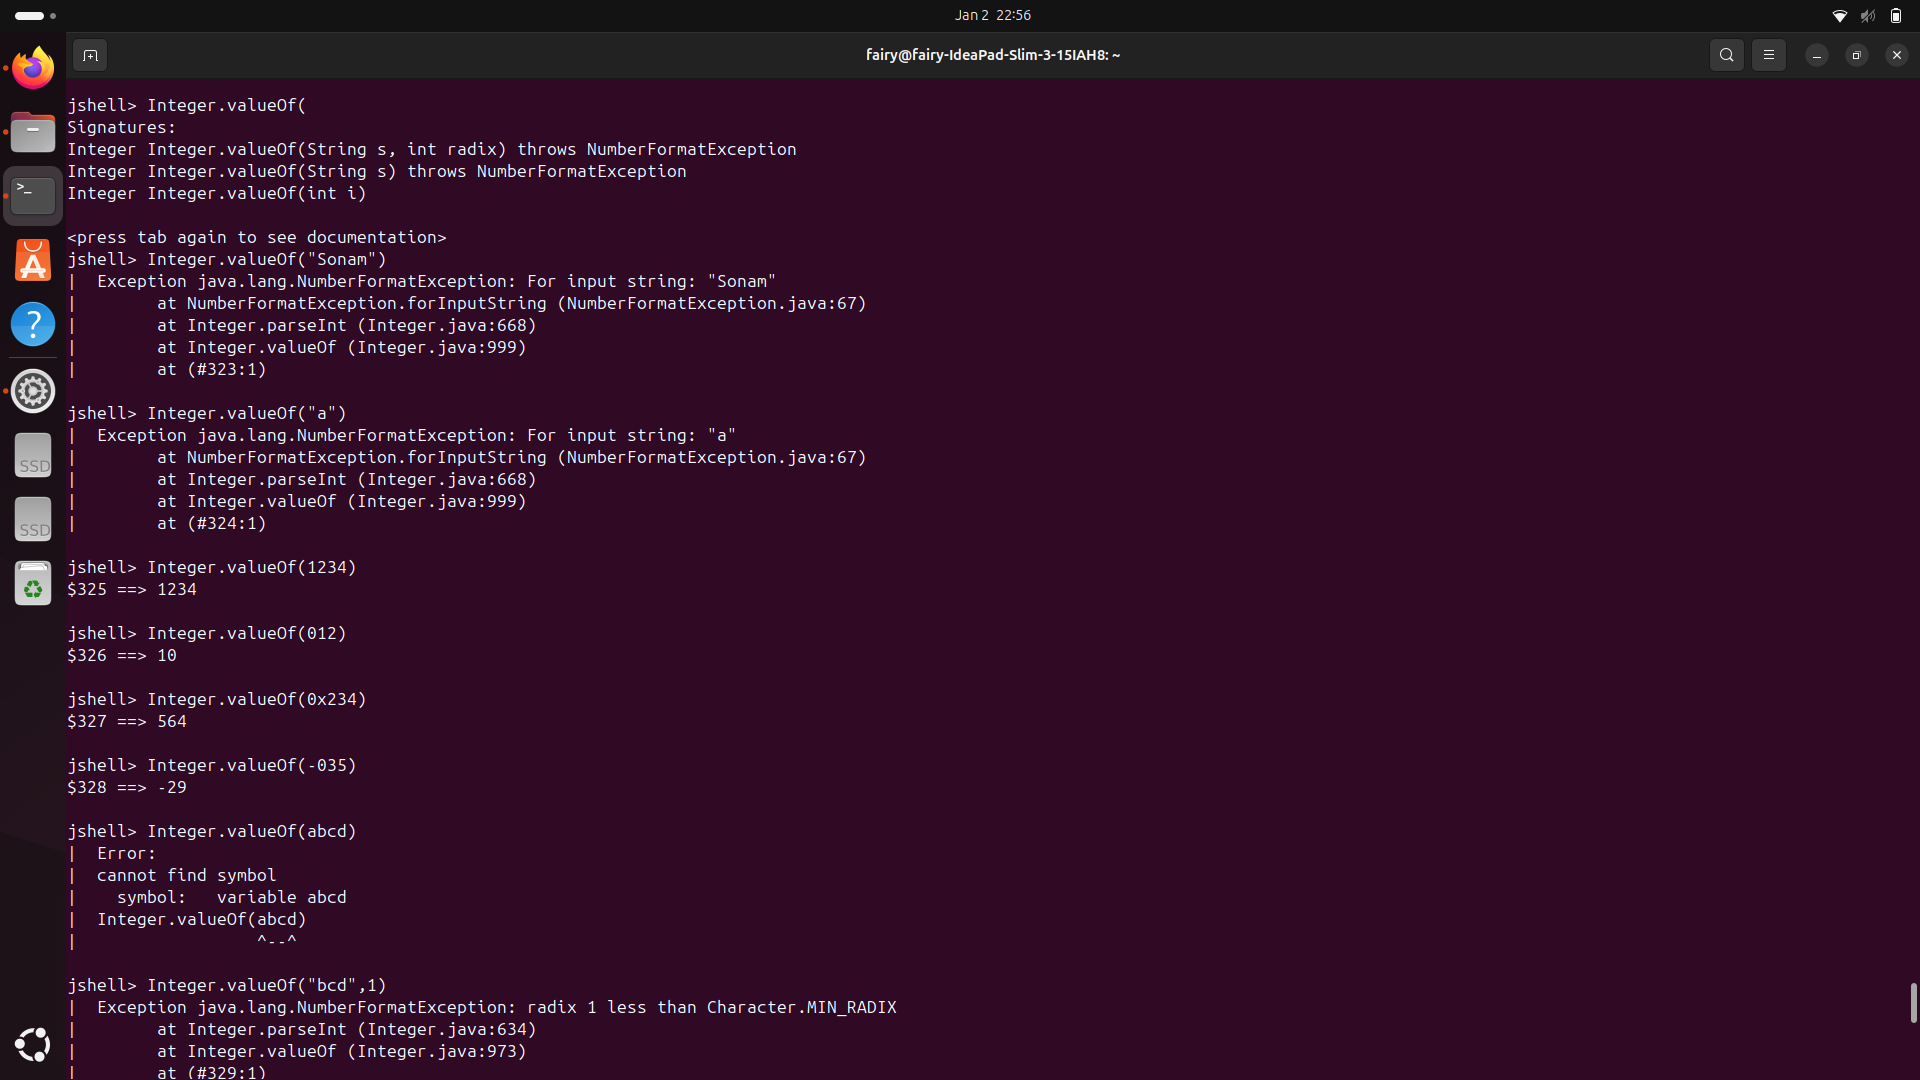 Jan 2  22:56
fairy@fairy-IdeaPad-Slim-3-15IAH8: ~
jshell> Integer.valueOf(
Signatures:
Integer Integer.valueOf(String s, int radix) throws NumberFormatException
Integer Integer.valueOf(String s) throws NumberFormatException
Integer Integer.valueOf(int i)
<press tab again to see documentation>
jshell> Integer.valueOf("Sonam")
|  Exception java.lang.NumberFormatException: For input string: "Sonam"
|        at NumberFormatException.forInputString (NumberFormatException.java:67)
|        at Integer.parseInt (Integer.java:668)
|        at Integer.valueOf (Integer.java:999)
|        at (#323:1)
jshell> Integer.valueOf("a")
|  Exception java.lang.NumberFormatException: For input string: "a"
|        at NumberFormatException.forInputString (NumberFormatException.java:67)
|        at Integer.parseInt (Integer.java:668)
|        at Integer.valueOf (Integer.java:999)
|        at (#324:1)
jshell> Integer.valueOf(1234)
$325 ==> 1234
jshell> Integer.valueOf(012)
$326 ==> 10
jshell> Integer.valueOf(0x234)
$327 ==> 564
jshell> Integer.valueOf(-035)
$328 ==> -29
jshell> Integer.valueOf(abcd)
|  Error:
|  cannot find symbol
|    symbol:   variable abcd
|  Integer.valueOf(abcd)
|                  ^--^
jshell> Integer.valueOf("bcd",1)
|  Exception java.lang.NumberFormatException: radix 1 less than Character.MIN_RADIX
|        at Integer.parseInt (Integer.java:634)
|        at Integer.valueOf (Integer.java:973)
|        at (#329:1)
>_
?
SSD
SSD